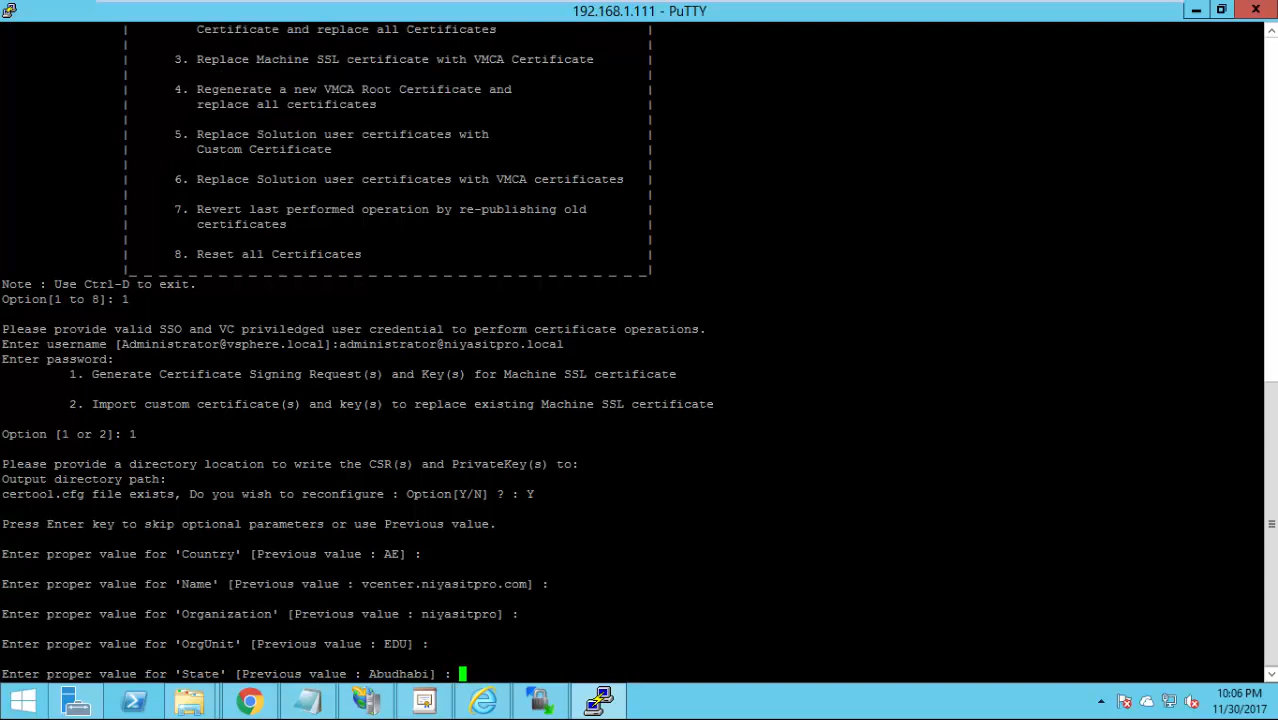 192.168.1.111 - PuTTY
Certificate and replace all Certificates
3. Replace Machine SSL certificate with VMCA Certificate
4. Regenerate a new VMCA Root Certificate and
replace all certificates
5. Replace Solution user certificates with
Custom Certificate
6. Replace Solution user certificates with VMCA certificates
7. Revert last performed operation by re-publishing old
certificates
8. Reset all Certificates
Note : Use Ctrl-D to exit.
Option[1 to 8]: 1
Please provide valid SSO and VC priviledged user credential to perform certificate operations.
Enter username [Administrator@vsphere.local]:administrator@niyasitpro.local
Enter password:
1. Generate Certificate Signing Request(s) and Key(s) for Machine SSL certificate
2. Import custom certificate(s) and key(s) to replace existing Machine SSL certificate
Option [1 or 2]: 1
Please provide a directory location to write the CSR(s) and PrivateKey(s) to:
Output directory path:
certool.cfg file exists, Do you wish to reconfigure : Option[Y/N] ? : Y
Press Enter key to skip optional parameters or use Previous value.
Enter proper value for 'Country' [Previous value : AE] :
Enter proper value for 'Name' [Previous value : vcenter.niyasitpro.com] :
Enter proper value for 'Organization' [Previous value : niyasitpro] :
Enter proper value for 'OrgUnit' [Previous value : EDU] :
Enter proper value for 'State' [Previous value : Abudhabi] :
10:06 PM
11/30/2017